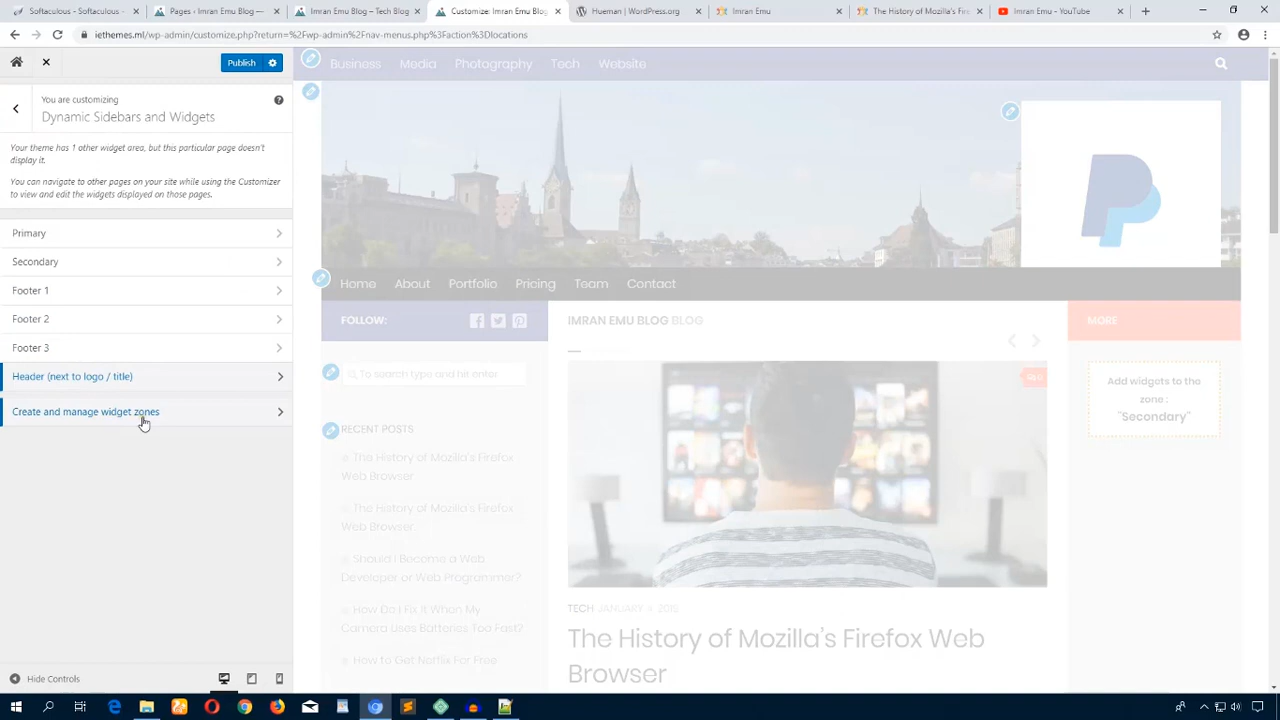 Softaculous - Softaculous -
Pages ‹ Imran Emu Blog -
Imran Emu Blog - Tech Blog
Customize: Imran Emu Blog -
Hueman | WordPress.org
Imran Emu
The History of Mozilla's Firefox
Imran Emu - YouTube
iethemes.ml/wp-admin/customize.php?return=%2Fwp-admin%2Fnav-menus.php%3Faction%3Dlocations
Publish
Business Media Photography Tech Website
You are customizing
Dynamic Sidebars and Widgets
Your theme has 1 other widget area, but this particular page doesn't
display it.
You can navigate to other pages on your site while using the Customizer
to view and edit the widgets displayed on those pages.
Primary
Secondary
Footer 1
Footer 2
Footer 3
Header (next to logo / title)
Create and manage widget zones
Hide Controls
Home About Portfolio Pricing Team Contact
FOLLOW:
To search type and hit enter
RECENT POSTS
The History of Mozilla's Firefox
Web Browser
The History of Mozilla's Firefox
Web Browser
Should I Become a Web
Developer or Web Programmer?
How Do I Fix It When My
Camera Uses Batteries Too Fast?
How to Get Netflix For Free
IMRAN EMU BLOG BLOG
TECH JANUARY
The History of Mozilla's Firefox Web
Browser
MORE
Add widgets to the
zone :
"Secondary"